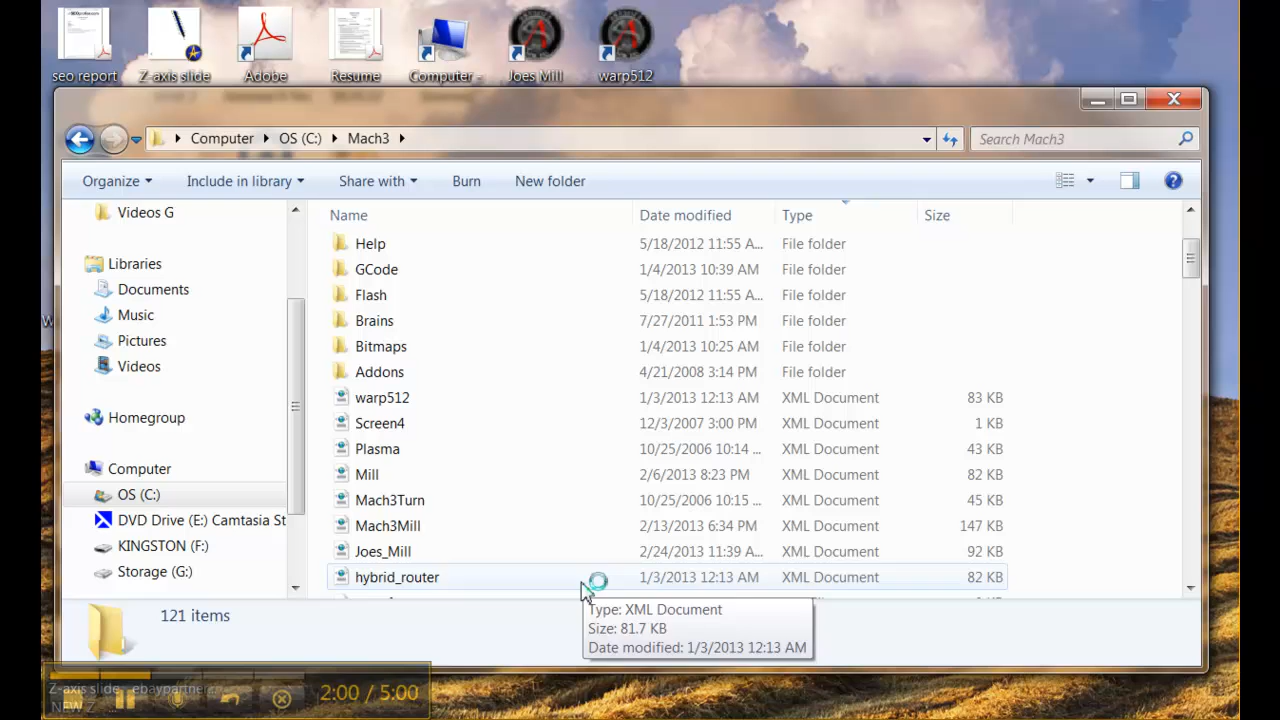 seo report Z-axis slide Adobe Resume Computer - Joes Mill warp512
Computer OS (C:) Mach3 Search Mach3
Organize Include in library Share with Burn New folder
Name Date modified Type Size
Videos G
Libraries
Documents
Music
Pictures
Videos
Homegroup
Computer
OS (C:)
DVD Drive (E:) Camtasia St
KINGSTON (F:)
Storage (G:)
Help 5/18/2012 11:55 A... File folder
GCode 1/4/2013 10:39 AM File folder
Flash 5/18/2012 11:55 A... File folder
Brains 7/27/2011 1:53 PM File folder
Bitmaps 1/4/2013 10:25 AM File folder
Addons 4/21/2008 3:14 PM File folder
warp512 1/3/2013 12:13 AM XML Document 83 KB
Screen4 12/3/2007 3:00 PM XML Document 1 KB
Plasma 10/25/2006 10:14 ... XML Document 43 KB
Mill 2/6/2013 8:23 PM XML Document 82 KB
Mach3Turn 10/25/2006 10:15 ... XML Document 45 KB
Mach3Mill 2/13/2013 6:34 PM XML Document 147 KB
Joes_Mill 2/24/2013 11:39 A... XML Document 92 KB
hybrid_router 1/3/2013 12:13 AM XML Document 82 KB
Type: XML Document
Size: 81.7 KB
Date modified: 1/3/2013 12:13 AM
121 items
Z-axis slide - ebaypartner...
NEW Z ...
2:00 / 5:00